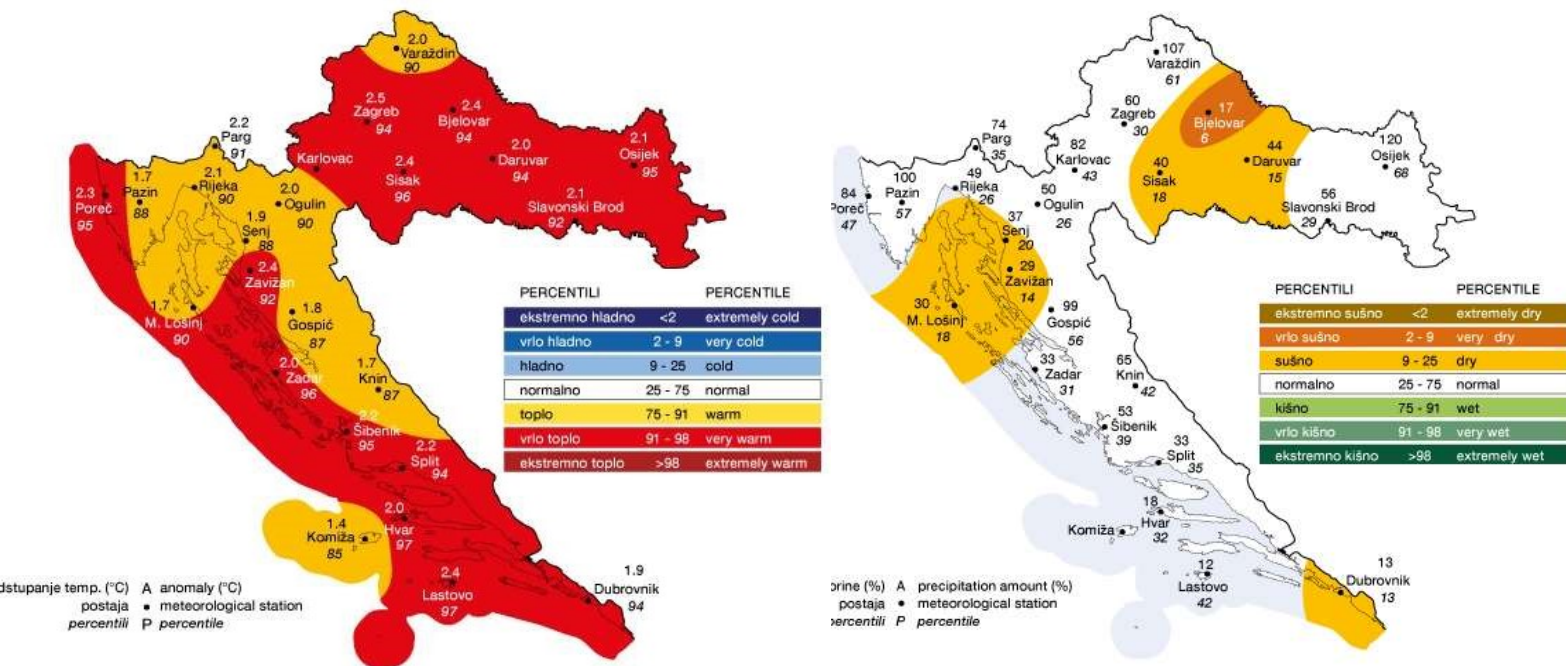 2.0
Varaždin
90
2.5
Zagreb
94
2.4
Bjelovar
94
2.2
Parg
91
Karlovac
2.4
Sisak
96
2.0
Daruvar
94
2.1
Osijek
95
2.1
Slavonski Brod
92
2.3
Poreč
95
1.7
Pazin
88
2.1
Rijeka
90
2.0
Ogulin
90
1.9
Senj
88
2.4
Zavižan
92
1.7
M. Lošinj
90
1.8
Gospić
87
2.0
Zadar
96
1.7
Knin
87
2.2
Šibenik
95
2.2
Split
94
2.0
Hvar
97
1.4
Komiža
85
2.4
Lastovo
97
1.9
Dubrovnik
94
PERCENTILI PERCENTILE
ekstremno hladno <2 extremely cold
vrlo hladno 2 - 9 very cold
hladno 9 - 25 cold
normalno 25 - 75 normal
toplo 75 - 91 warm
vrlo toplo 91 - 98 very warm
ekstremno toplo >98 extremely warm
dstupanje temp. (°C) A anomaly (°C)
postaja • meteorological station
percentili P percentile
107
Varaždin
61
60
Zagreb
30
17
Bjelovar
6
74
Parg
35
82
Karlovac
43
40
Sisak
18
44
Daruvar
15
120
Osijek
68
56
Slavonski Brod
29
84
Poreč
47
100
Pazin
57
49
Rijeka
26
50
Ogulin
26
37
Senj
20
29
Zavižan
14
30
M. Lošinj
18
99
Gospić
56
33
Zadar
31
65
Knin
42
53
Šibenik
39
33
Split
35
18
Hvar
32
Komiža
12
Lastovo
42
13
Dubrovnik
13
PERCENTILI PERCENTILE
ekstremno sušno <2 extremely dry
vrlo sušno 2 - 9 very dry
sušno 9 - 25 dry
normalno 25 - 75 normal
kišno 75 - 91 wet
vrlo kišno 91 - 98 very wet
ekstremno kišno >98 extremely wet
orine (%) A precipitation amount (%)
postaja • meteorological station
percentili P percentile